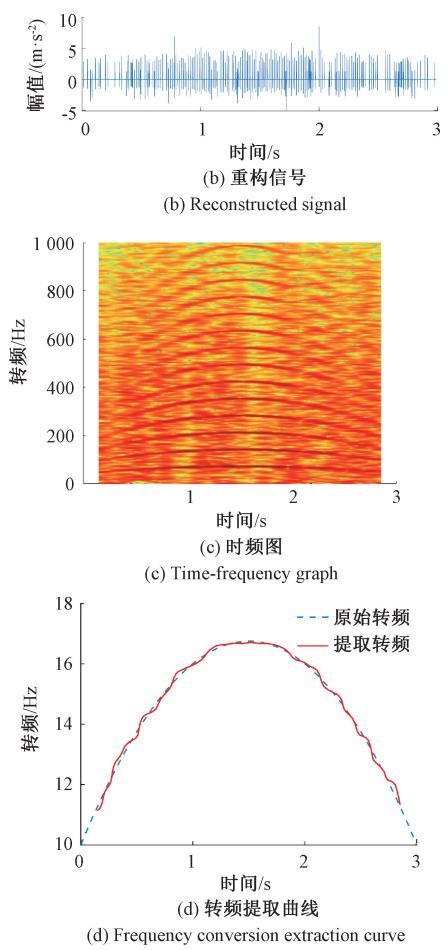 10
5
0
-5
幅值/(m·s⁻²)
0
1
2
3
时间/s
(b) 重构信号
(b) Reconstructed signal
1 000
800
600
400
200
0
转频/Hz
0
1
2
3
时间/s
(c) 时频图
(c) Time-frequency graph
18
16
14
12
10
转频/Hz
原始转频
提取转频
0
1
2
3
时间/s
(d) 转频提取曲线
(d) Frequency conversion extraction curve